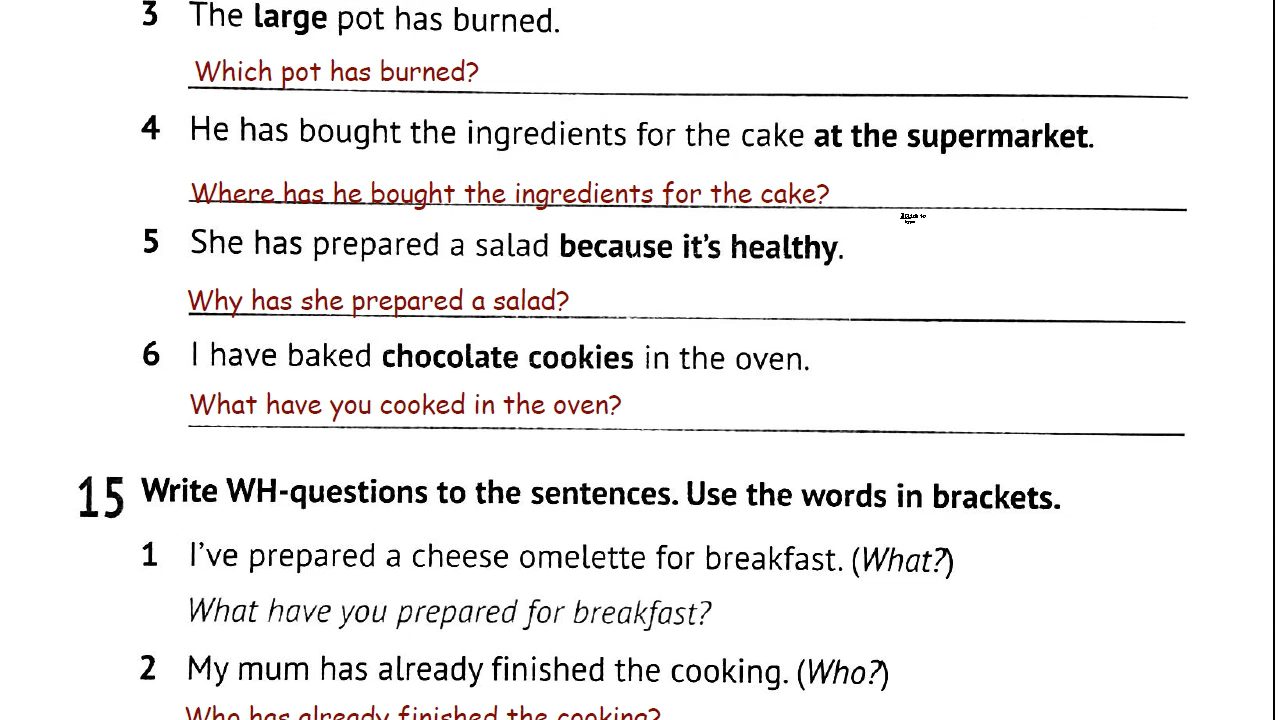 3 The large pot has burned.
Which pot has burned?
4 He has bought the ingredients for the cake at the supermarket.
Where has he bought the ingredients for the cake?
5 She has prepared a salad because it's healthy.
Why has she prepared a salad?
6 I have baked chocolate cookies in the oven.
What have you cooked in the oven?
15 Write WH-questions to the sentences. Use the words in brackets.
1 I've prepared a cheese omelette for breakfast. (What?)
What have you prepared for breakfast?
2 My mum has already finished the cooking. (Who?)
Who has already finished the cooking?